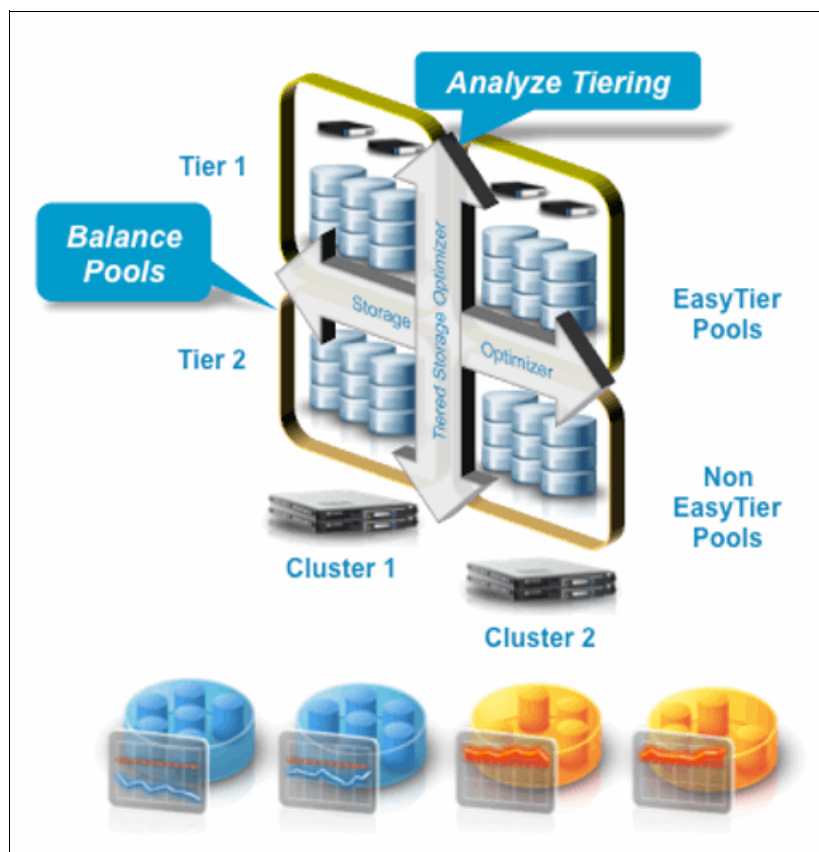 Analyze Tiering
Tier 1
Balance
Pools
EasyTier
Pools
Storage
Tiered Storage Optimizer
Optimizer
Tier 2
Non
EasyTier
Pools
Cluster 1
Cluster 2